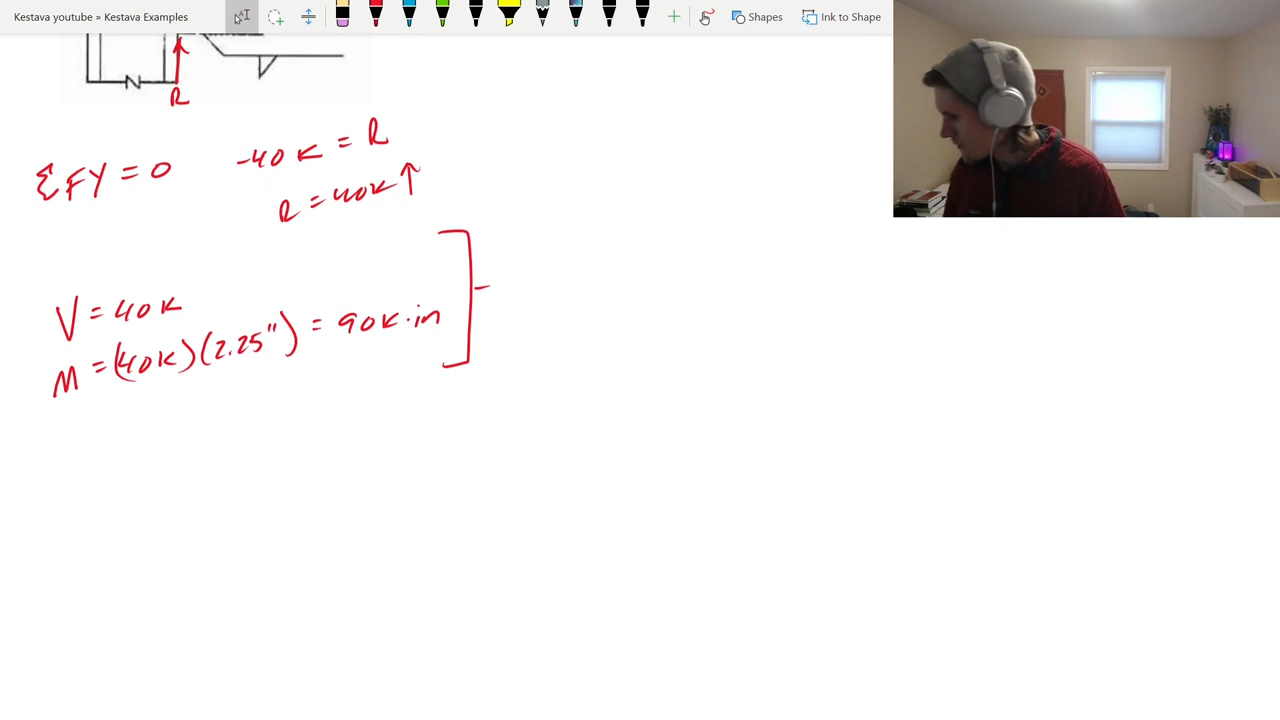 Kestava youtube » Kestava Examples
Shapes
Ink to Shape
R
ΣFY = 0
-40K = R
R = 40K ↑
V = 40K
M = (40K)(2.25") = 90K·in